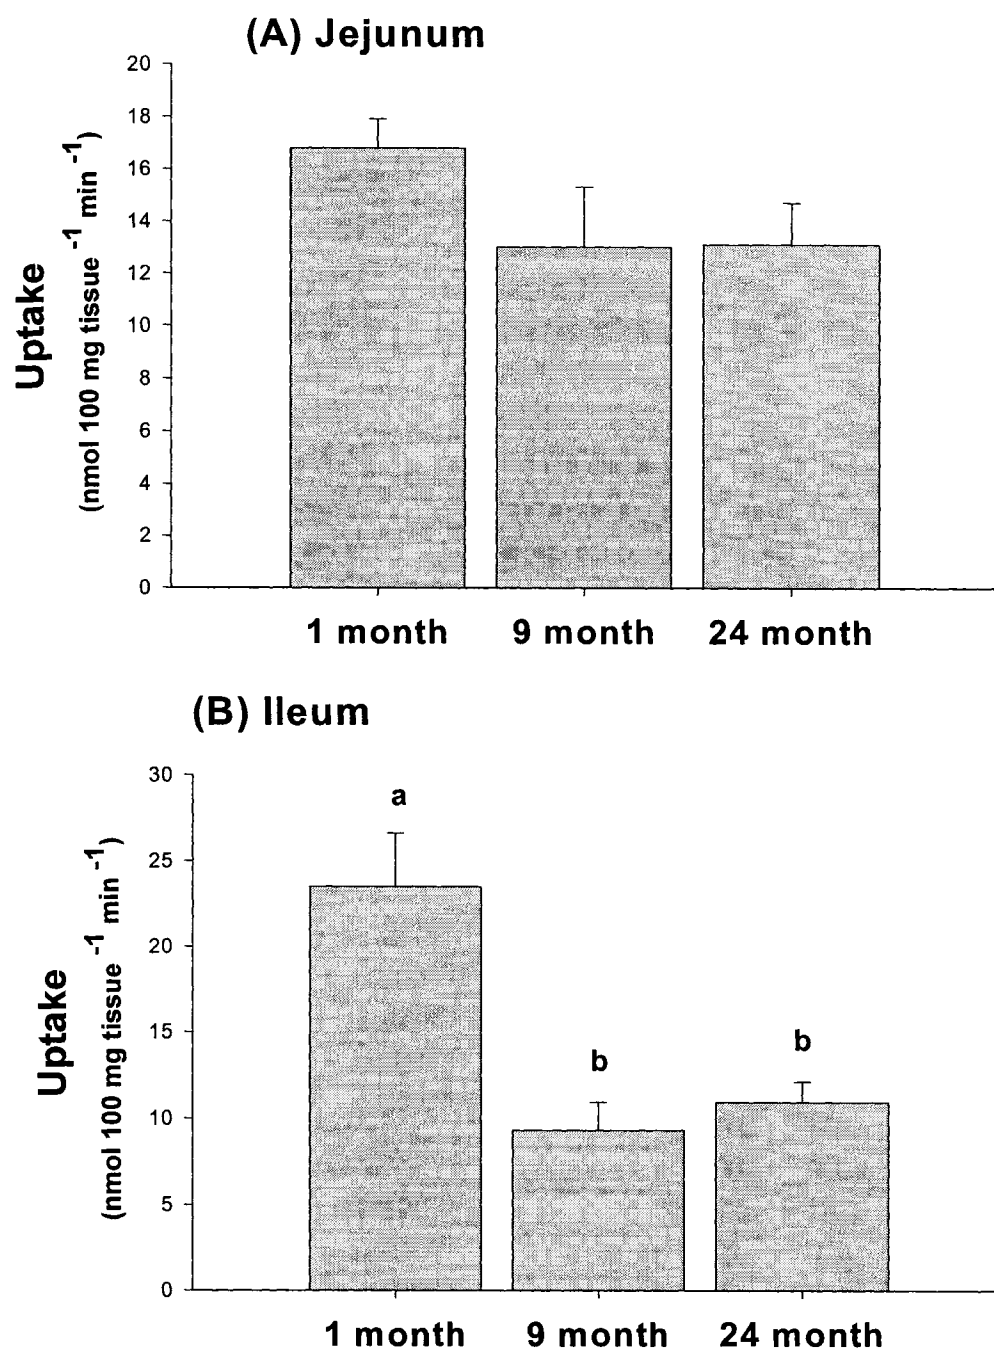 (A) Jejunum
20
18
16
14
12
10
8
6
4
2
0
Uptake
(nmol 100 mg tissue -1 min -1)
1 month 9 month 24 month
(B) Ileum
30
25
20
15
10
5
0
Uptake
(nmol 100 mg tissue -1 min -1)
a
b
b
1 month 9 month 24 month